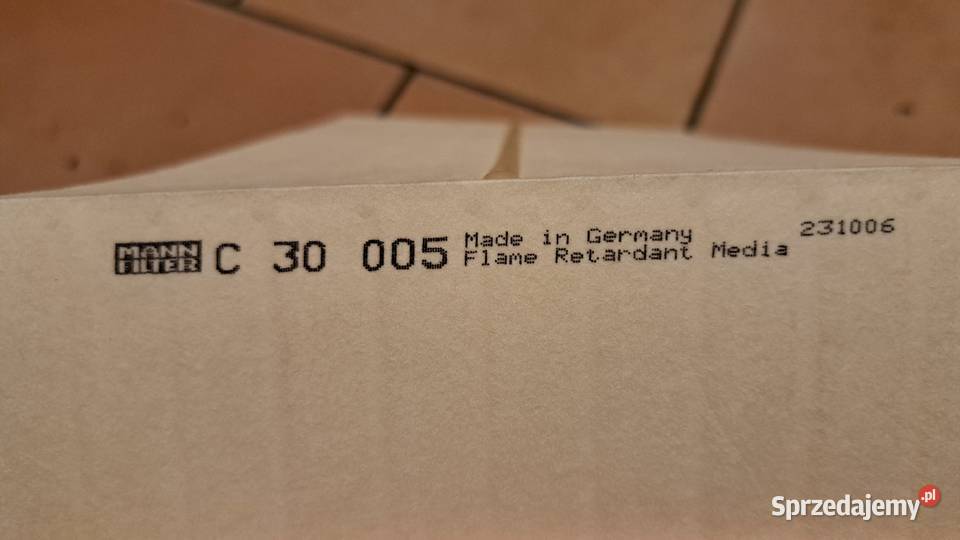 MANN
FILTER
C 30 005
Made in Germany
Flame Retardant Media
231006
Sprzedajemy.pl